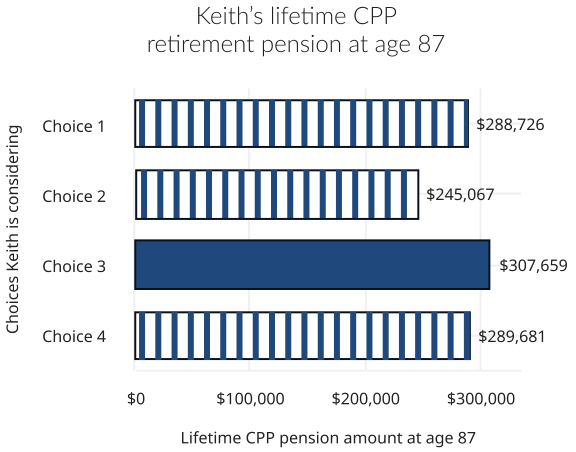 Keith’s lifetime CPP
retirement pension at age 87
Choices Keith is considering
Choice 1
$288,726
Choice 2
$245,067
Choice 3
$307,659
Choice 4
$289,681
$0
$100,000
$200,000
$300,000
Lifetime CPP pension amount at age 87